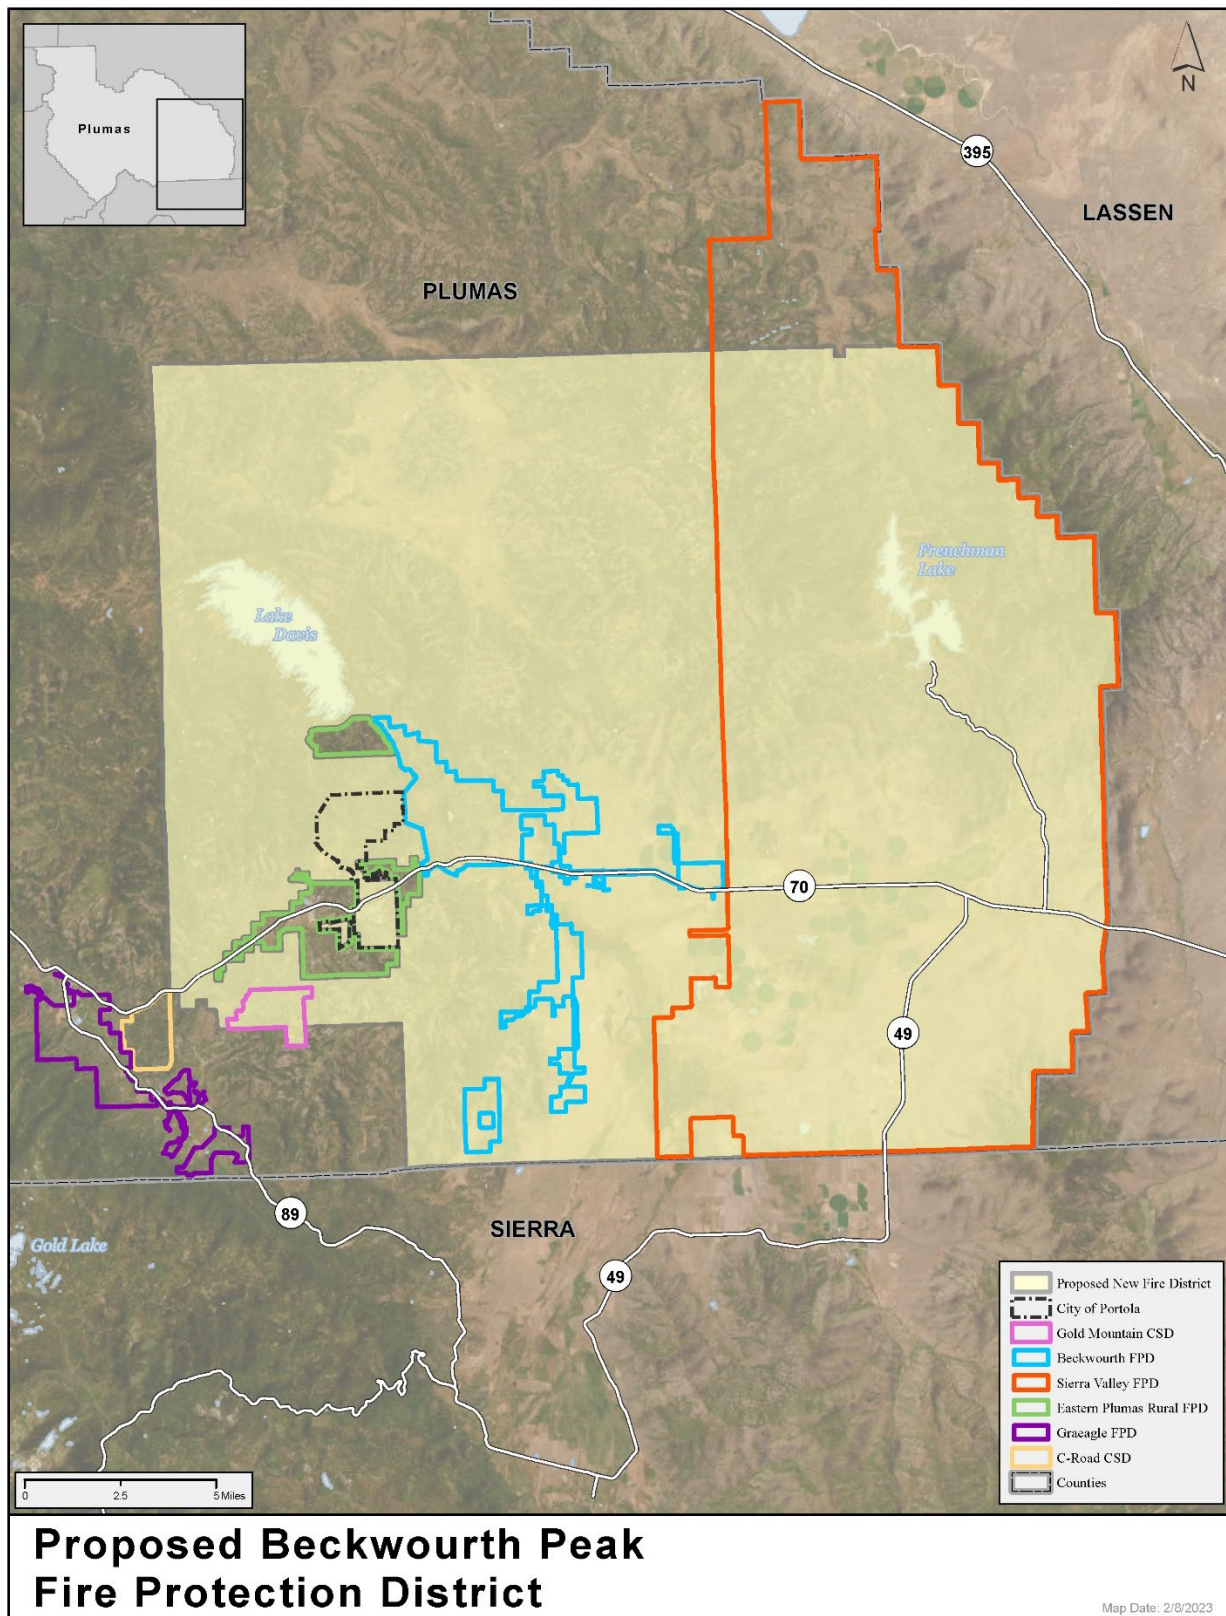 Plumas
N
395
LASSEN
PLUMAS
Frenchman
Lake
Lake
Davis
70
49
89
SIERRA
Gold Lake
49
Proposed New Fire District
City of Portola
Gold Mountain CSD
Beckwourth FPD
Sierra Valley FPD
Eastern Plumas Rural FPD
Graeagle FPD
C-Road CSD
Counties
0 2.5 5 Miles
Proposed Beckwourth Peak
Fire Protection District
Map Date: 2/8/2023